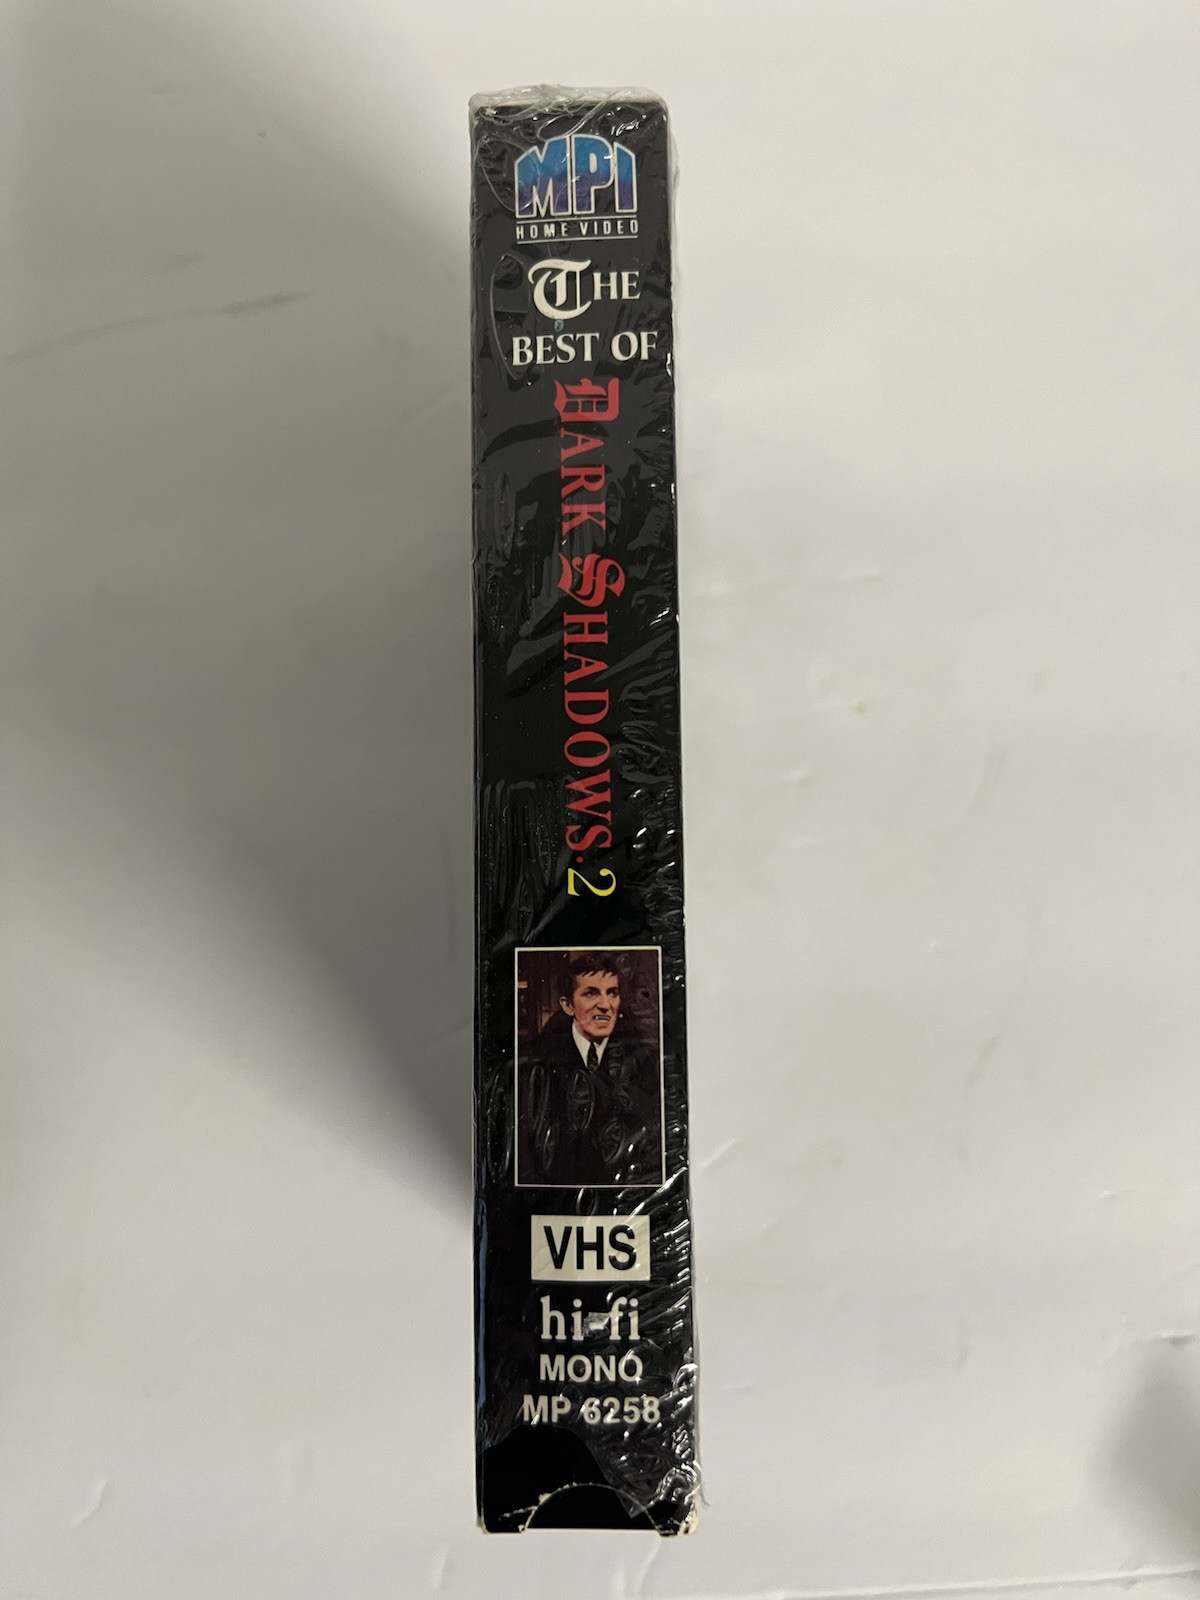 MPI
HOME VIDEO
THE
BEST OF
DARK SHADOWS·2
VHS
hi-fi
MONO
MP 6258